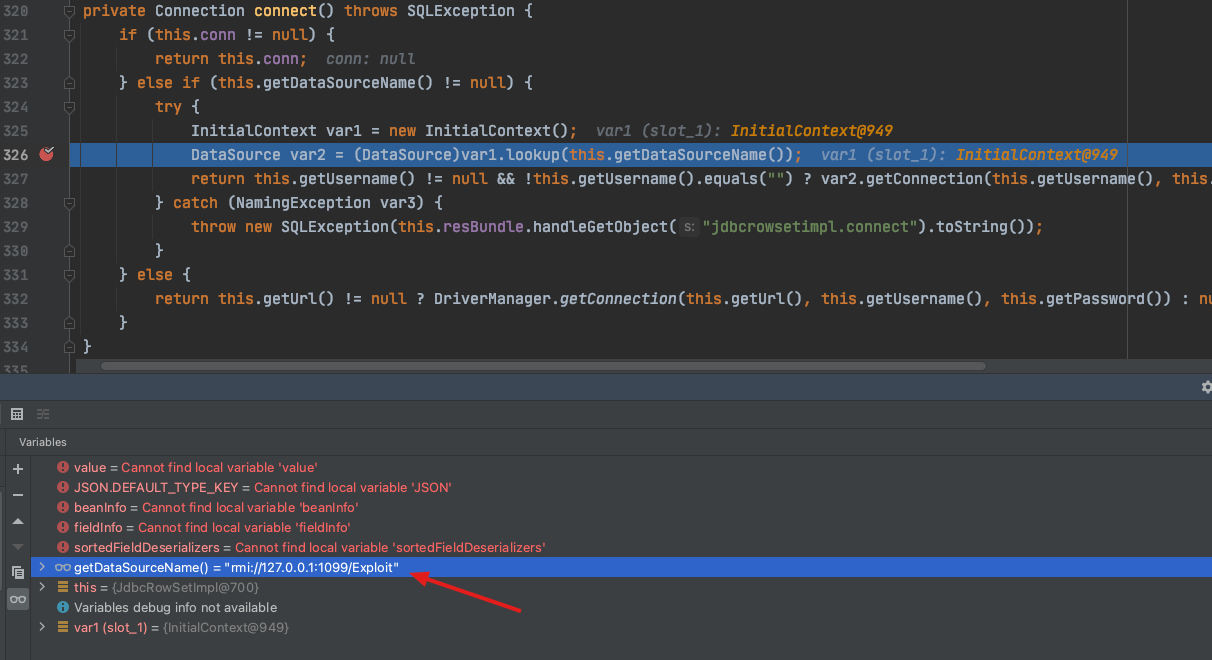 320 private Connection connect() throws SQLException {
321 if (this.conn != null) {
322 return this.conn; conn: null
323 } else if (this.getDataSourceName() != null) {
324 try {
325 InitialContext var1 = new InitialContext(); var1 (slot_1): InitialContext@949
326 DataSource var2 = (DataSource)var1.lookup(this.getDataSourceName()); var1 (slot_1): InitialContext@949
327 return this.getUsername() != null && !this.getUsername().equals("") ? var2.getConnection(this.getUsername(), this.
328 } catch (NamingException var3) {
329 throw new SQLException(this.resBundle.handleGetObject( s: "jdbcrowsetimpl.connect").toString());
330 }
331 } else {
332 return this.getUrl() != null ? DriverManager.getConnection(this.getUrl(), this.getUsername(), this.getPassword()) : nu
333 }
334 }
335
Variables
value = Cannot find local variable 'value'
JSON.DEFAULT_TYPE_KEY = Cannot find local variable 'JSON'
beanInfo = Cannot find local variable 'beanInfo'
fieldInfo = Cannot find local variable 'fieldInfo'
sortedFieldDeserializers = Cannot find local variable 'sortedFieldDeserializers'
getDataSourceName() = "rmi://127.0.0.1:1099/Exploit"
this = {JdbcRowSetImpl@700}
Variables debug info not available
var1 (slot_1) = {InitialContext@949}